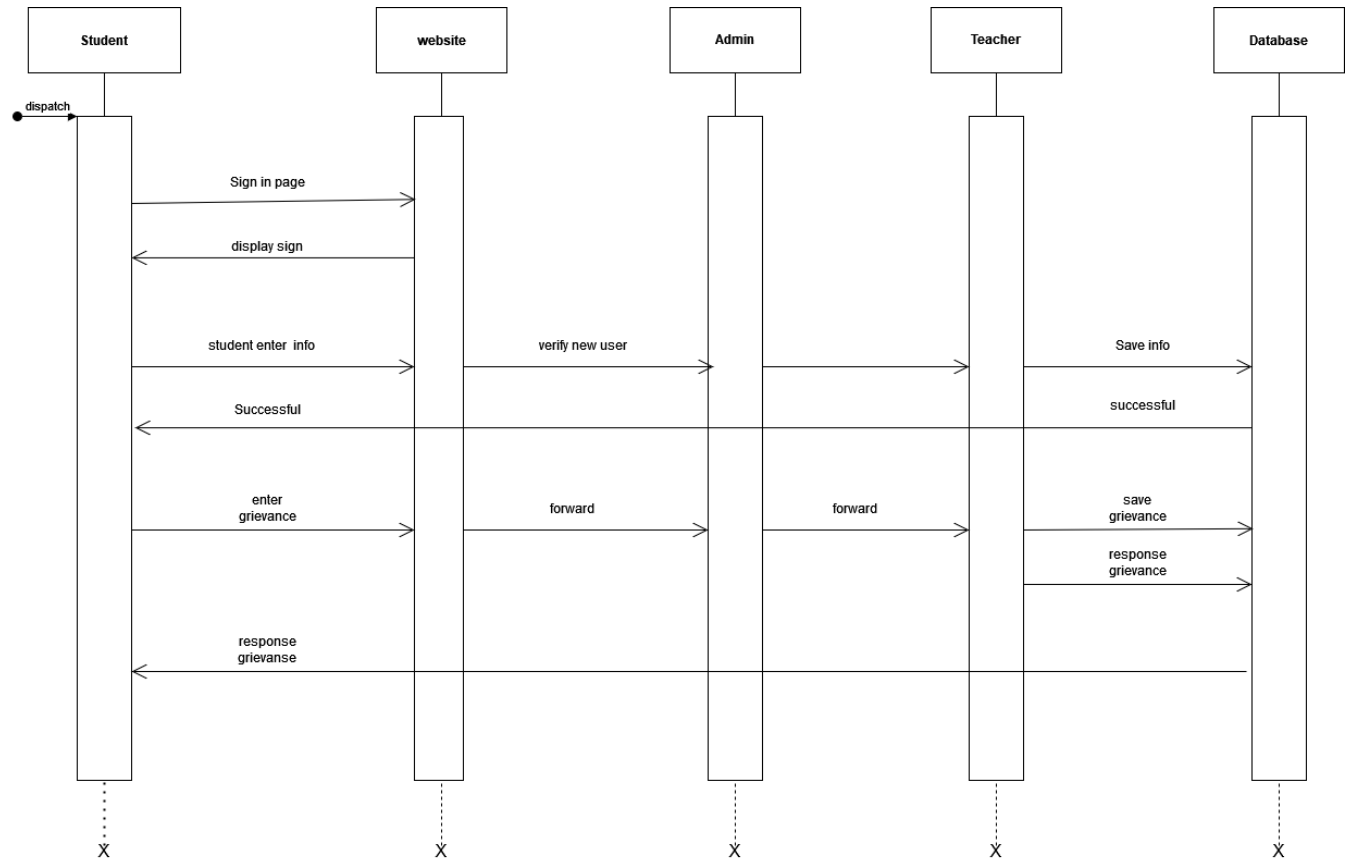 Student
website
Admin
Teacher
Database
dispatch
Sign in page
display sign
student enter info
verify new user
Save info
Successful
successful
enter
grievance
forward
forward
save
grievance
response
grievance
response
grievanse
X
X
X
X
X